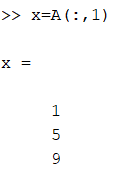 >> x=A(:,1)
x =
1
5
9